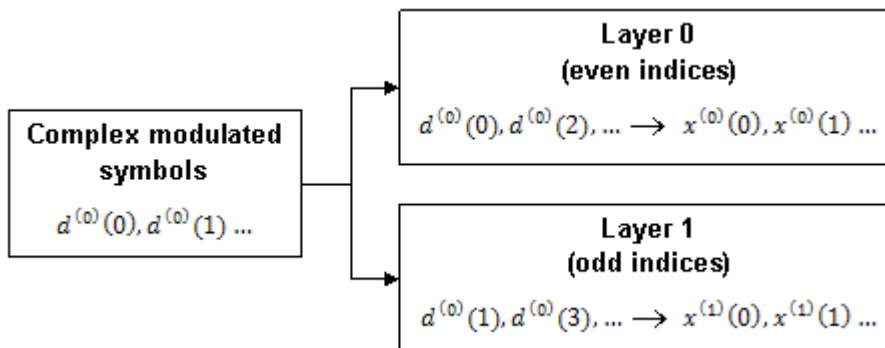 Complex modulated
symbols
d⁽⁰⁾(0), d⁽⁰⁾(1) ...
Layer 0
(even indices)
d⁽⁰⁾(0), d⁽⁰⁾(2), ... → x⁽⁰⁾(0), x⁽⁰⁾(1) ...
Layer 1
(odd indices)
d⁽⁰⁾(1), d⁽⁰⁾(3), ... → x⁽¹⁾(0), x⁽¹⁾(1) ...